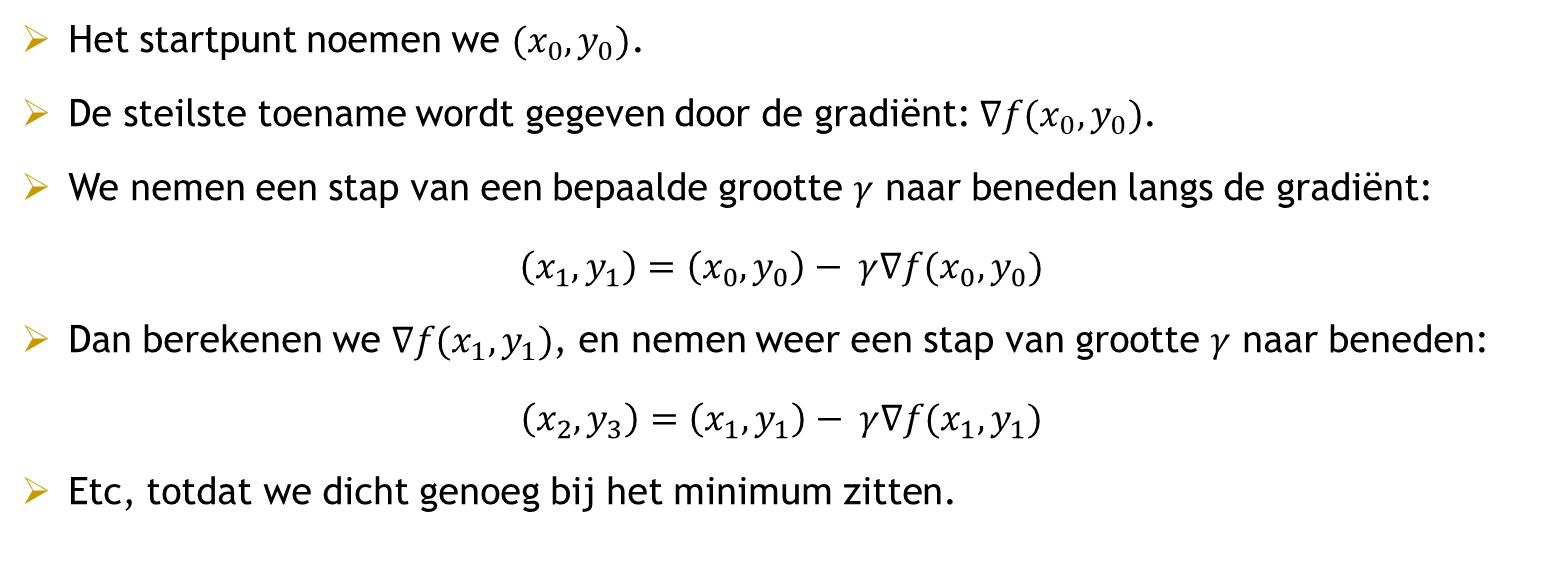 ➢ Het startpunt noemen we (𝑥₀, 𝑦₀).
➢ De steilste toename wordt gegeven door de gradiënt: ∇𝑓(𝑥₀, 𝑦₀).
➢ We nemen een stap van een bepaalde grootte 𝛾 naar beneden langs de gradiënt:
(𝑥₁, 𝑦₁) = (𝑥₀, 𝑦₀) − 𝛾∇𝑓(𝑥₀, 𝑦₀)
➢ Dan berekenen we ∇𝑓(𝑥₁, 𝑦₁), en nemen weer een stap van grootte 𝛾 naar beneden:
(𝑥₂, 𝑦₃) = (𝑥₁, 𝑦₁) − 𝛾∇𝑓(𝑥₁, 𝑦₁)
➢ Etc, totdat we dicht genoeg bij het minimum zitten.